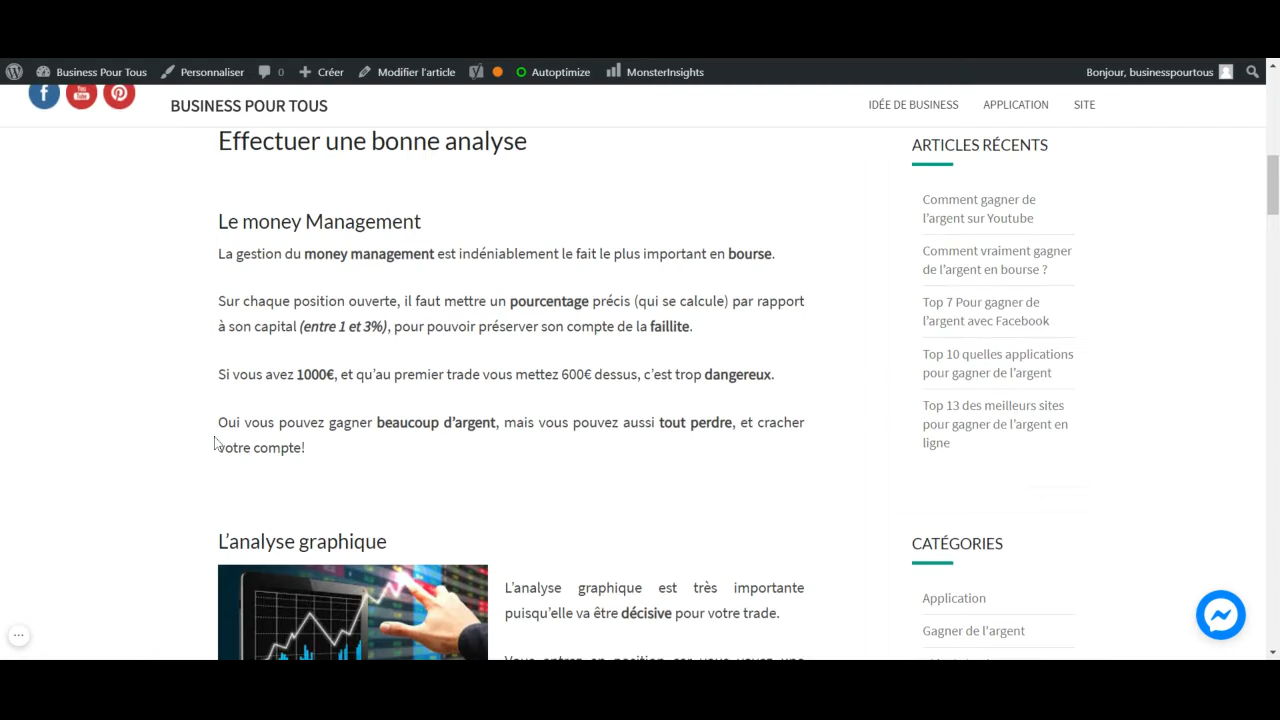 Business Pour Tous Personnaliser 0 Créer Modifier l'article Autoptimize MonsterInsights Bonjour, businesspourtous
BUSINESS POUR TOUS IDÉE DE BUSINESS APPLICATION SITE
Effectuer une bonne analyse
Le money Management
La gestion du money management est indéniablement le fait le plus important en bourse.
Sur chaque position ouverte, il faut mettre un pourcentage précis (qui se calcule) par rapport
à son capital (entre 1 et 3%), pour pouvoir préserver son compte de la faillite.
Si vous avez 1000€, et qu'au premier trade vous mettez 600€ dessus, c'est trop dangereux.
Oui vous pouvez gagner beaucoup d'argent, mais vous pouvez aussi tout perdre, et cracher
votre compte!
L'analyse graphique
L'analyse graphique est très importante
puisqu'elle va être décisive pour votre trade.
ARTICLES RÉCENTS
Comment gagner de
l'argent sur Youtube
Comment vraiment gagner
de l'argent en bourse ?
Top 7 Pour gagner de
l'argent avec Facebook
Top 10 quelles applications
pour gagner de l'argent
Top 13 des meilleurs sites
pour gagner de l'argent en
ligne
CATÉGORIES
Application
Gagner de l'argent